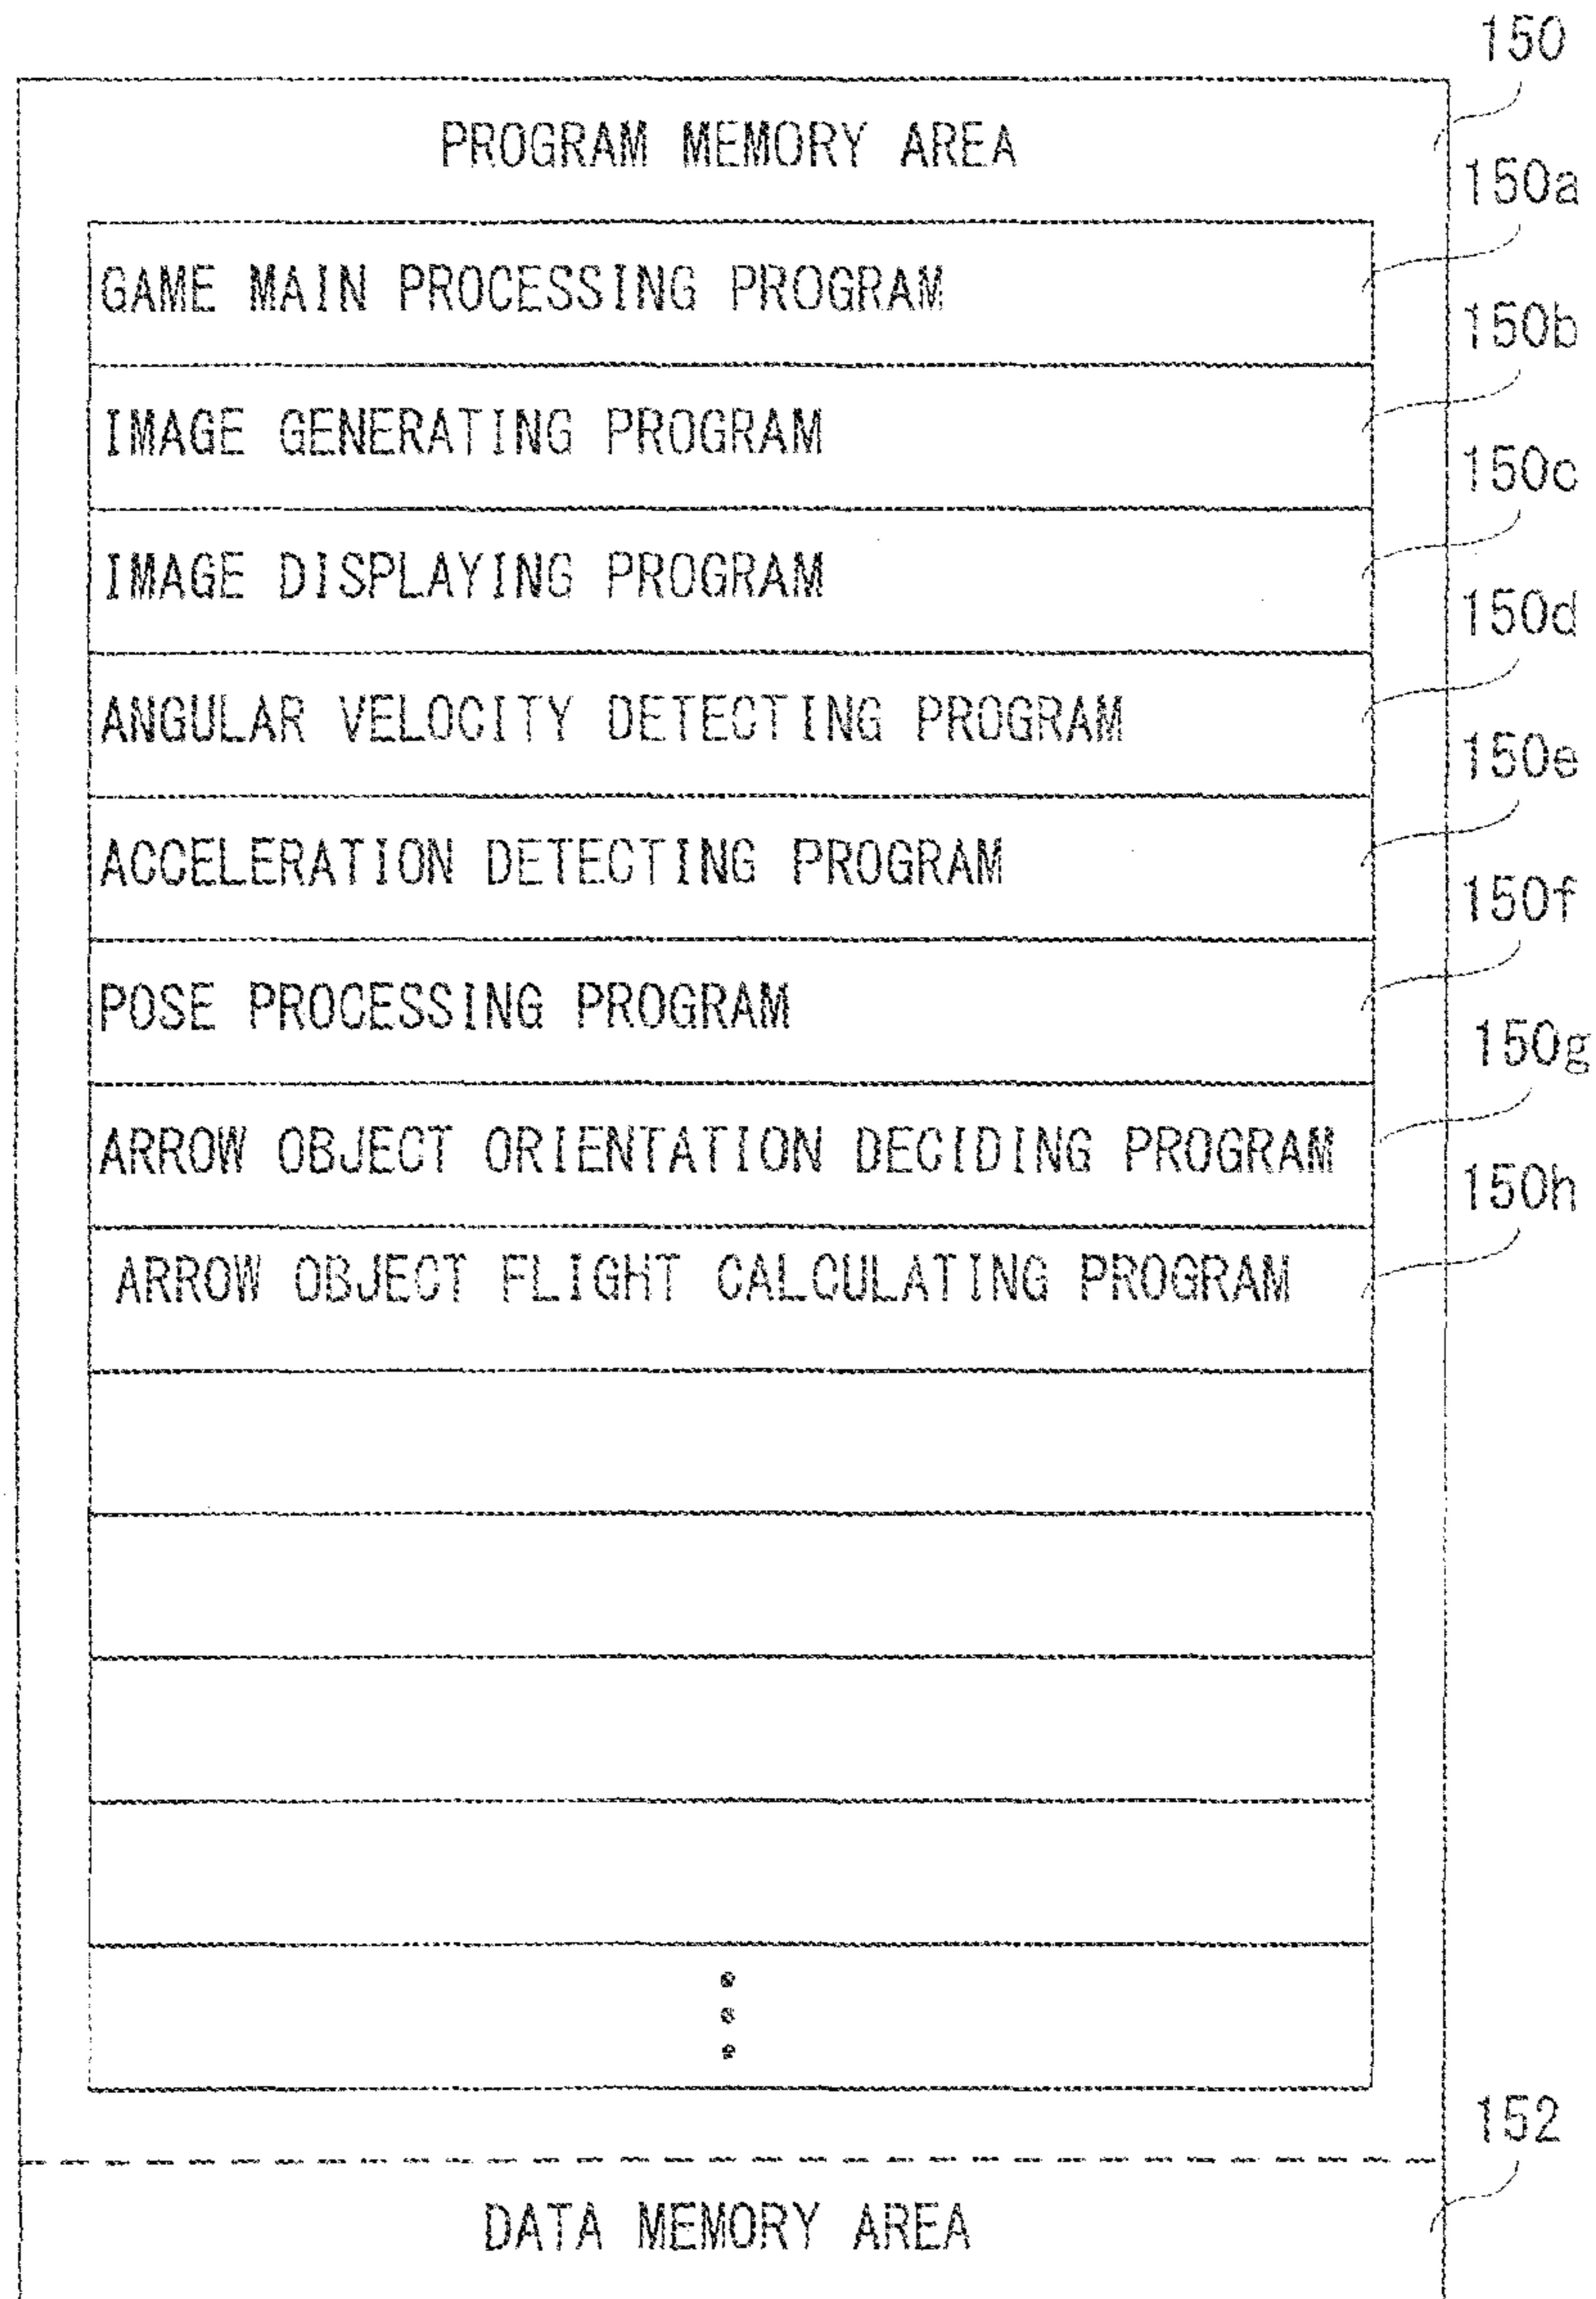 150
PROGRAM MEMORY AREA
150a
GAME MAIN PROCESSING PROGRAM
150b
IMAGE GENERATING PROGRAM
150c
IMAGE DISPLAYING PROGRAM
150d
ANGULAR VELOCITY DETECTING PROGRAM
150e
ACCELERATION DETECTING PROGRAM
150f
POSE PROCESSING PROGRAM
150g
ARROW OBJECT ORIENTATION DECIDING PROGRAM
150h
ARROW OBJECT FLIGHT CALCULATING PROGRAM
152
DATA MEMORY AREA